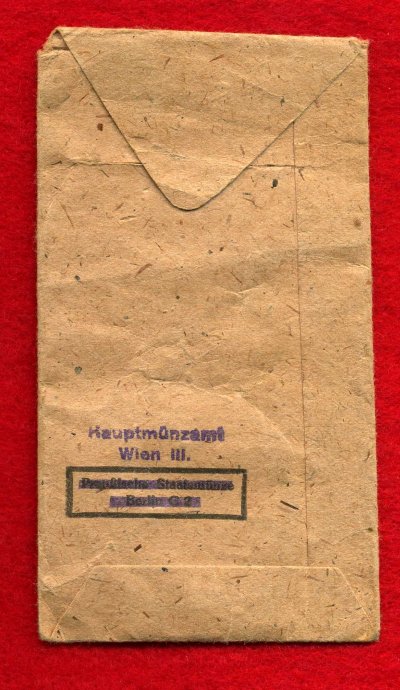 Hauptmünzamt
Wien III.
Preußische Staatsmünze
Berlin C 2